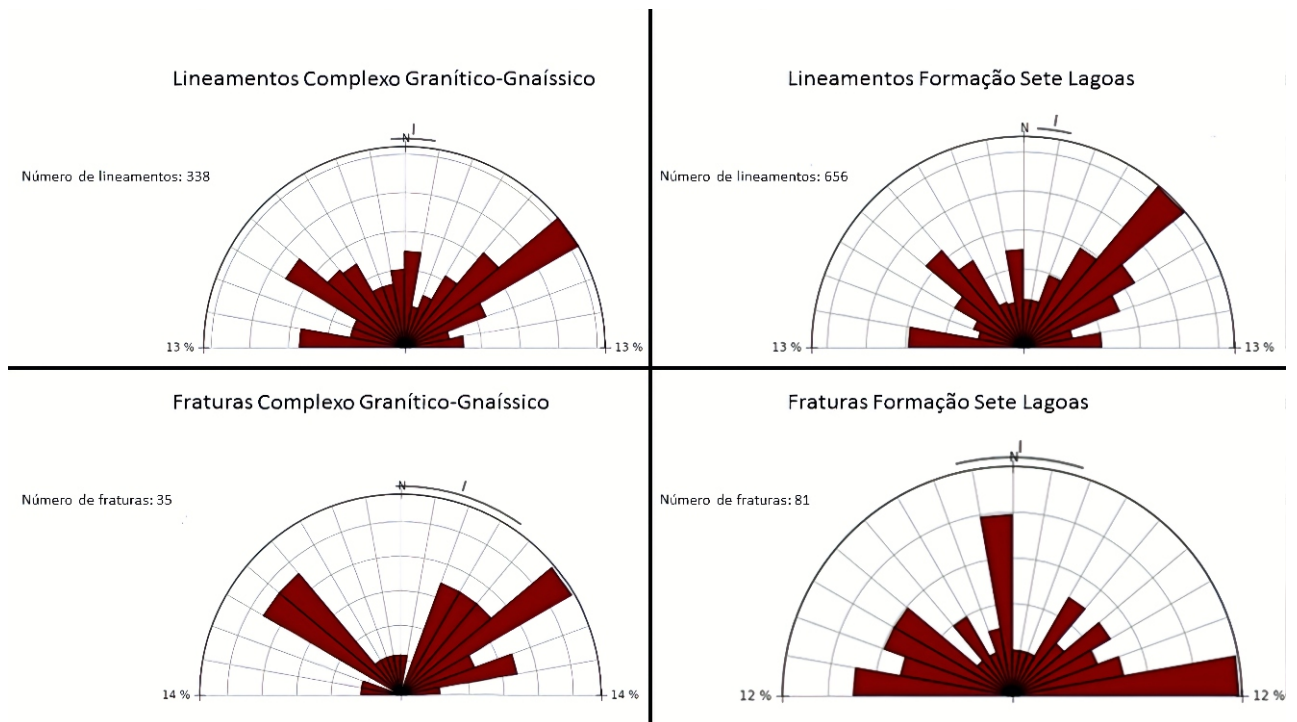 Lineamentos Complexo Granítico-Gnaíssico
N
Número de lineamentos: 338
13 %
13 %
Lineamentos Formação Sete Lagoas
N
Número de lineamentos: 656
13 %
13 %
Fraturas Complexo Granítico-Gnaíssico
N
Número de fraturas: 35
14 %
14 %
Fraturas Formação Sete Lagoas
N
Número de fraturas: 81
12 %
12 %